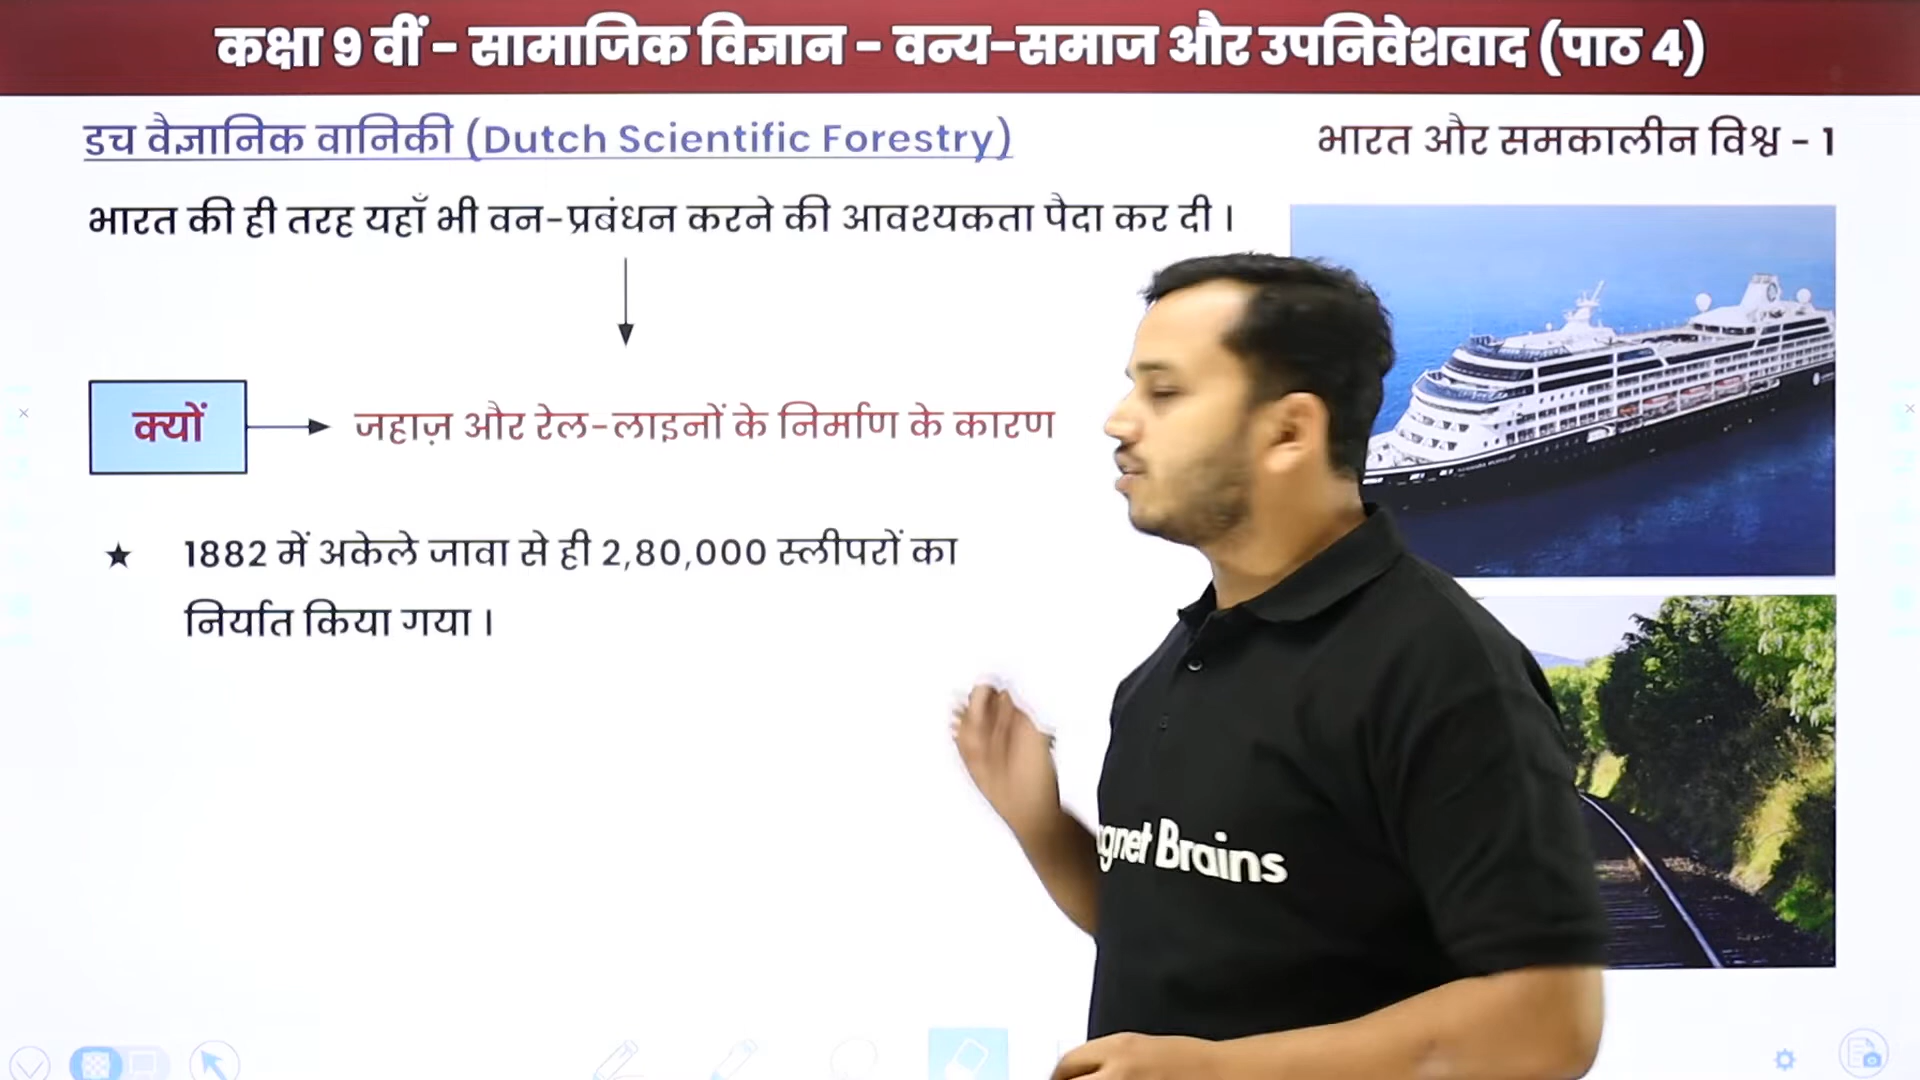 कक्षा 9 वीं - सामाजिक विज्ञान - वन्य-समाज और उपनिवेशवाद (पाठ 4)
डच वैज्ञानिक वानिकी (Dutch Scientific Forestry)
भारत और समकालीन विश्व - 1
भारत की ही तरह यहाँ भी वन-प्रबंधन करने की आवश्यकता पैदा कर दी ।
क्यों
जहाज़ और रेल-लाइनों के निर्माण के कारण
★ 1882 में अकेले जावा से ही 2,80,000 स्लीपरों का
निर्यात किया गया ।
gnet Brains